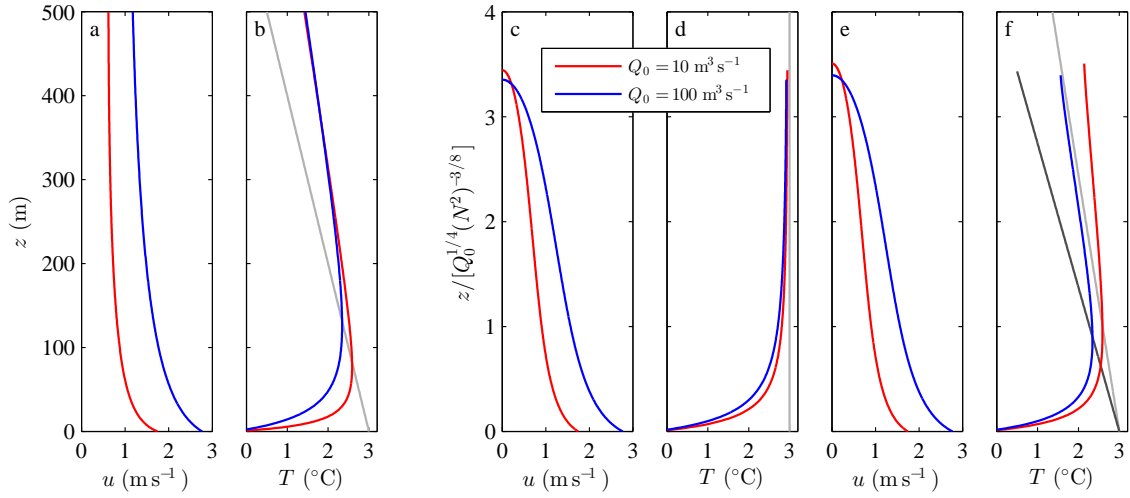 500
400
300
200
100
0
z (m)
a
b
0 1 2 3
u (m s⁻¹)
0 1 2 3
T (°C)
4
3
2
1
0
z/[Q₀^{1/4}(N²)^{−3/8}]
c
d
e
f
Q₀ = 10 m³ s⁻¹
Q₀ = 100 m³ s⁻¹
0 1 2 3
u (m s⁻¹)
0 1 2 3
T (°C)
0 1 2 3
u (m s⁻¹)
0 1 2 3
T (°C)